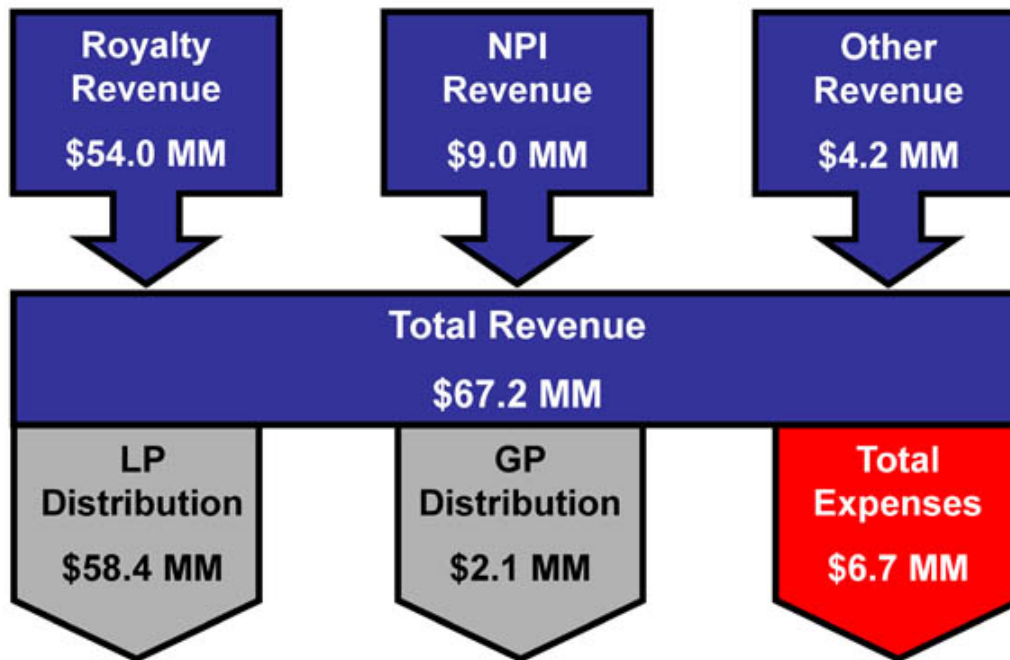 Royalty
Revenue
$54.0 MM
NPI
Revenue
$9.0 MM
Other
Revenue
$4.2 MM
Total Revenue
$67.2 MM
LP
Distribution
$58.4 MM
GP
Distribution
$2.1 MM
Total
Expenses
$6.7 MM